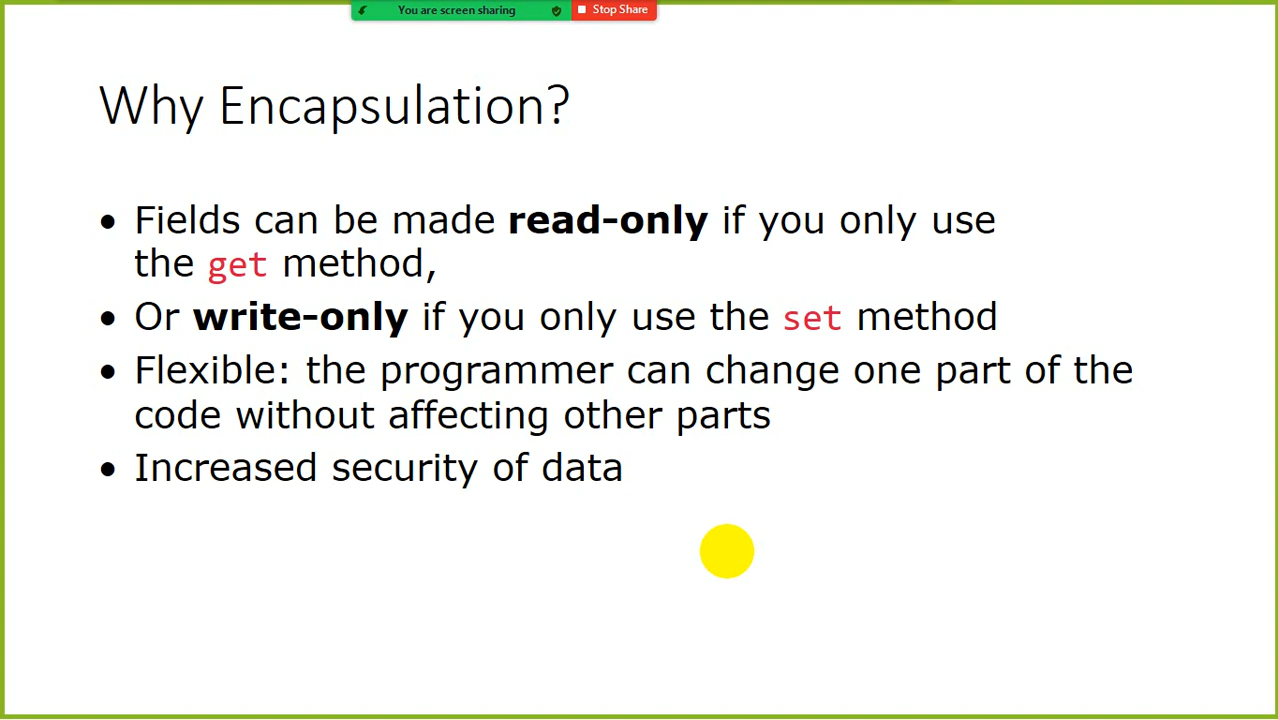 You are screen sharing
Stop Share
Why Encapsulation?
• Fields can be made read-only if you only use
the get method,
• Or write-only if you only use the set method
• Flexible: the programmer can change one part of the
code without affecting other parts
• Increased security of data